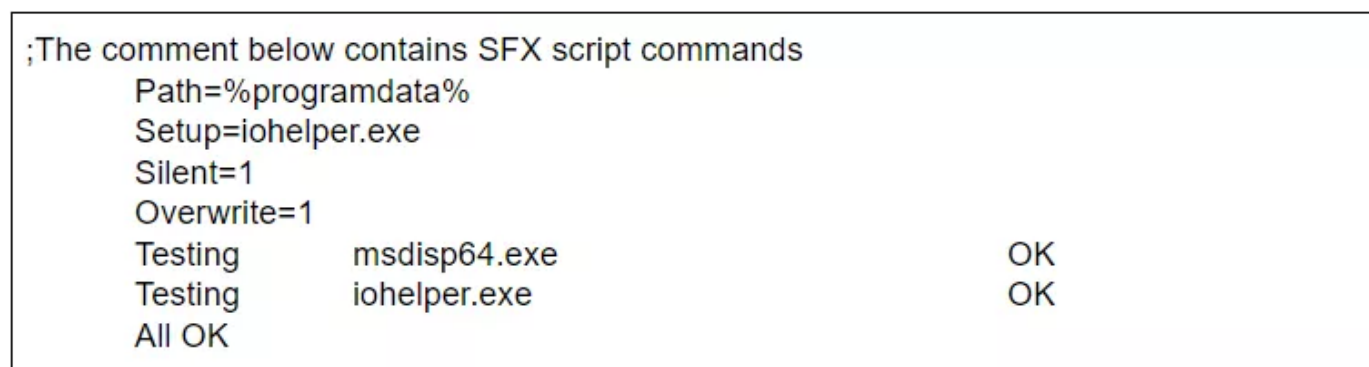 ;The comment below contains SFX script commands
Path=%programdata%
Setup=iohelper.exe
Silent=1
Overwrite=1
Testing msdisp64.exe OK
Testing iohelper.exe OK
All OK